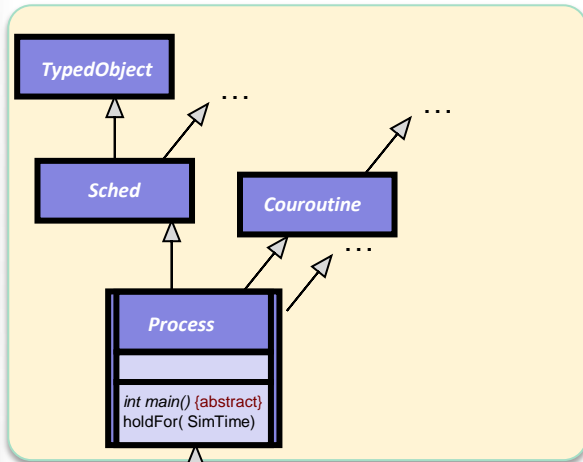 TypedObject
...
...
Sched
Couroutine
...
Process
int main() {abstract}
holdFor( SimTime)